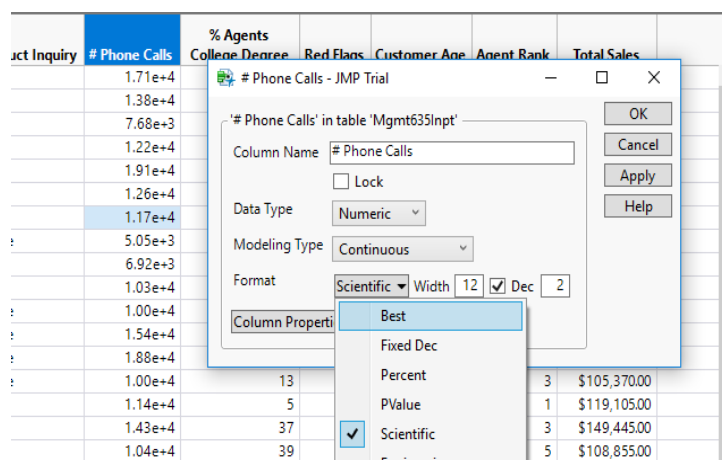 % Agents
uct Inquiry # Phone Calls College Degree Red Flags Customer Age Agent Rank Total Sales
# Phone Calls - JMP Trial
1.71e+4
1.38e+4
'# Phone Calls' in table 'Mgmt635Inpt' OK
7.68e+3
1.22e+4 Column Name # Phone Calls Cancel
1.91e+4 Lock Apply
1.26e+4
1.17e+4 Data Type Numeric Help
5.05e+3 Modeling Type Continuous
6.92e+3
1.03e+4 Format Scientific Width 12 Dec 2
1.00e+4 Best
1.54e+4 Column Properti Fixed Dec
1.88e+4
1.00e+4 13 Percent 3 $105,370.00
1.14e+4 5 PValue 1 $119,105.00
1.43e+4 37 Scientific 3 $149,445.00
1.04e+4 39 5 $108,855.00